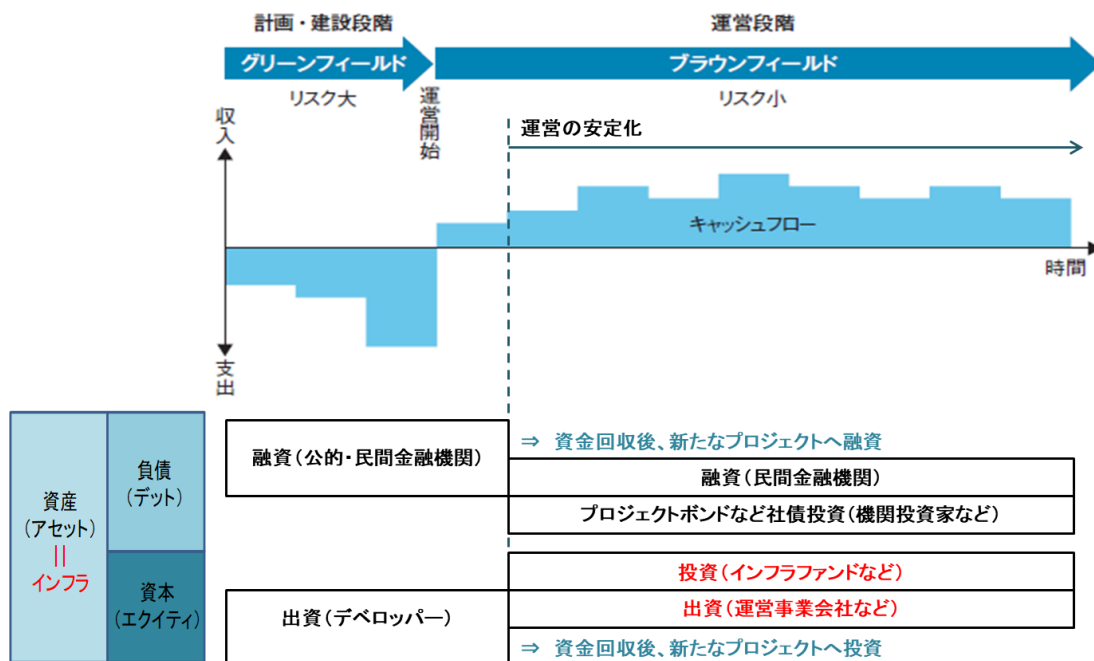 計画・建設段階
運営段階
グリーンフィールド
ブラウンフィールド
リスク大
運営開始
リスク小
収入
運営の安定化
キャッシュフロー
時間
支出
資産
(アセット)
||
インフラ
負債
(デット)
資本
(エクイティ)
融資(公的・民間金融機関)
⇒ 資金回収後、新たなプロジェクトへ融資
融資(民間金融機関)
プロジェクトボンドなど社債投資(機関投資家など)
投資(インフラファンドなど)
出資(デベロッパー)
出資(運営事業会社など)
⇒ 資金回収後、新たなプロジェクトへ投資